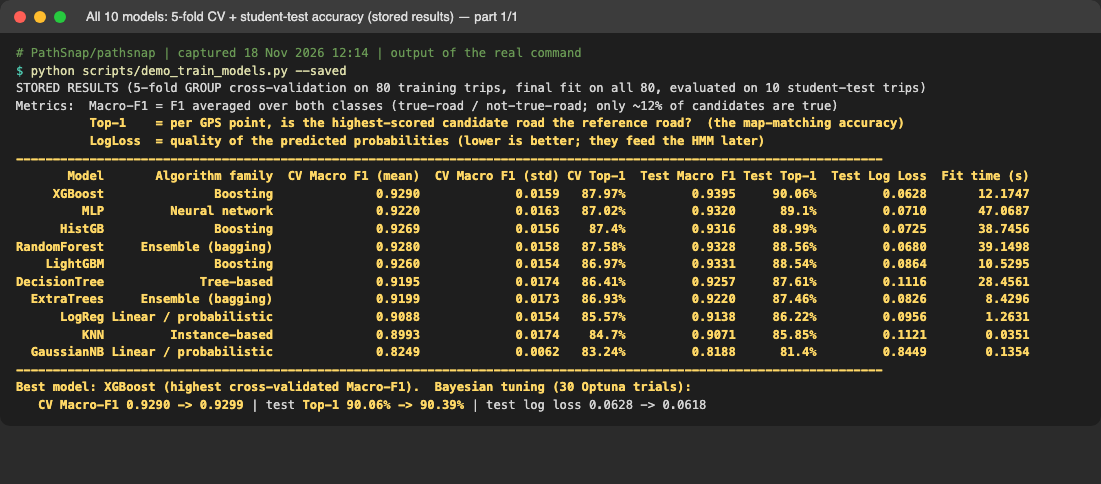 All 10 models: 5-fold CV + student-test accuracy (stored results) — part 1/1
# PathSnap/pathsnap | captured 18 Nov 2026 12:14 | output of the real command
$ python scripts/demo_train_models.py --saved
STORED RESULTS (5-fold GROUP cross-validation on 80 training trips, final fit on all 80, evaluated on 10 student-test trips)
Metrics:  Macro-F1 = F1 averaged over both classes (true-road / not-true-road; only ~12% of candidates are true)
Top-1    = per GPS point, is the highest-scored candidate road the reference road?  (the map-matching accuracy)
LogLoss  = quality of the predicted probabilities (lower is better; they feed the HMM later)
Model  Algorithm family  CV Macro F1 (mean)  CV Macro F1 (std) CV Top-1  Test Macro F1 Test Top-1  Test Log Loss  Fit time (s)
XGBoost  Boosting  0.9290  0.0159  87.97%  0.9395  90.06%  0.0628  12.1747
MLP  Neural network  0.9220  0.0163  87.02%  0.9320  89.1%  0.0710  47.0687
HistGB  Boosting  0.9269  0.0156  87.4%  0.9316  88.99%  0.0725  38.7456
RandomForest  Ensemble (bagging)  0.9280  0.0158  87.58%  0.9328  88.56%  0.0680  39.1498
LightGBM  Boosting  0.9260  0.0154  86.97%  0.9331  88.54%  0.0864  10.5295
DecisionTree  Tree-based  0.9195  0.0174  86.41%  0.9257  87.61%  0.1116  28.4561
ExtraTrees  Ensemble (bagging)  0.9199  0.0173  86.93%  0.9220  87.46%  0.0826  8.4296
LogReg Linear / probabilistic  0.9088  0.0154  85.57%  0.9138  86.22%  0.0956  1.2631
KNN  Instance-based  0.8993  0.0174  84.7%  0.9071  85.85%  0.1121  0.0351
GaussianNB Linear / probabilistic  0.8249  0.0062  83.24%  0.8188  81.4%  0.8449  0.1354
Best model: XGBoost (highest cross-validated Macro-F1).  Bayesian tuning (30 Optuna trials):
CV Macro-F1 0.9290 -> 0.9299 | test Top-1 90.06% -> 90.39% | test log loss 0.0628 -> 0.0618